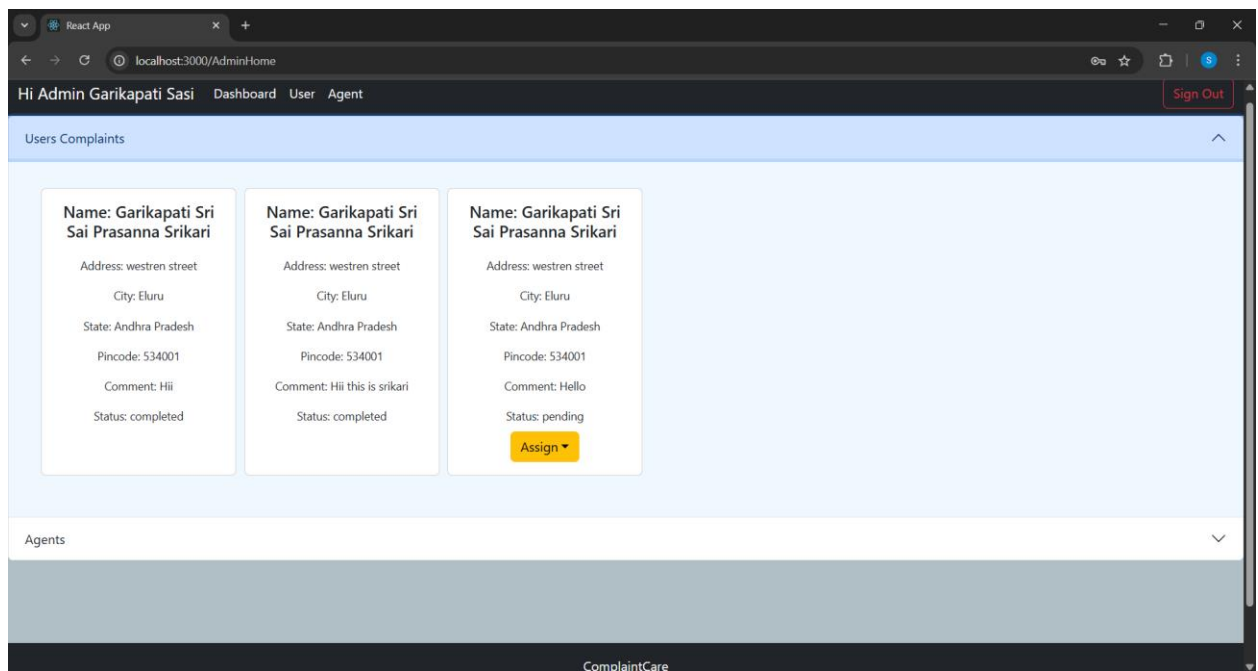 React App
localhost:3000/AdminHome
S
Hi Admin Garikapati Sasi Dashboard User Agent Sign Out
Users Complaints
Name: Garikapati Sri
Sai Prasanna Srikari
Address: westren street
City: Eluru
State: Andhra Pradesh
Pincode: 534001
Comment: Hii
Status: completed
Name: Garikapati Sri
Sai Prasanna Srikari
Address: westren street
City: Eluru
State: Andhra Pradesh
Pincode: 534001
Comment: Hii this is srikari
Status: completed
Name: Garikapati Sri
Sai Prasanna Srikari
Address: westren street
City: Eluru
State: Andhra Pradesh
Pincode: 534001
Comment: Hello
Status: pending
Assign
Agents
ComplaintCare